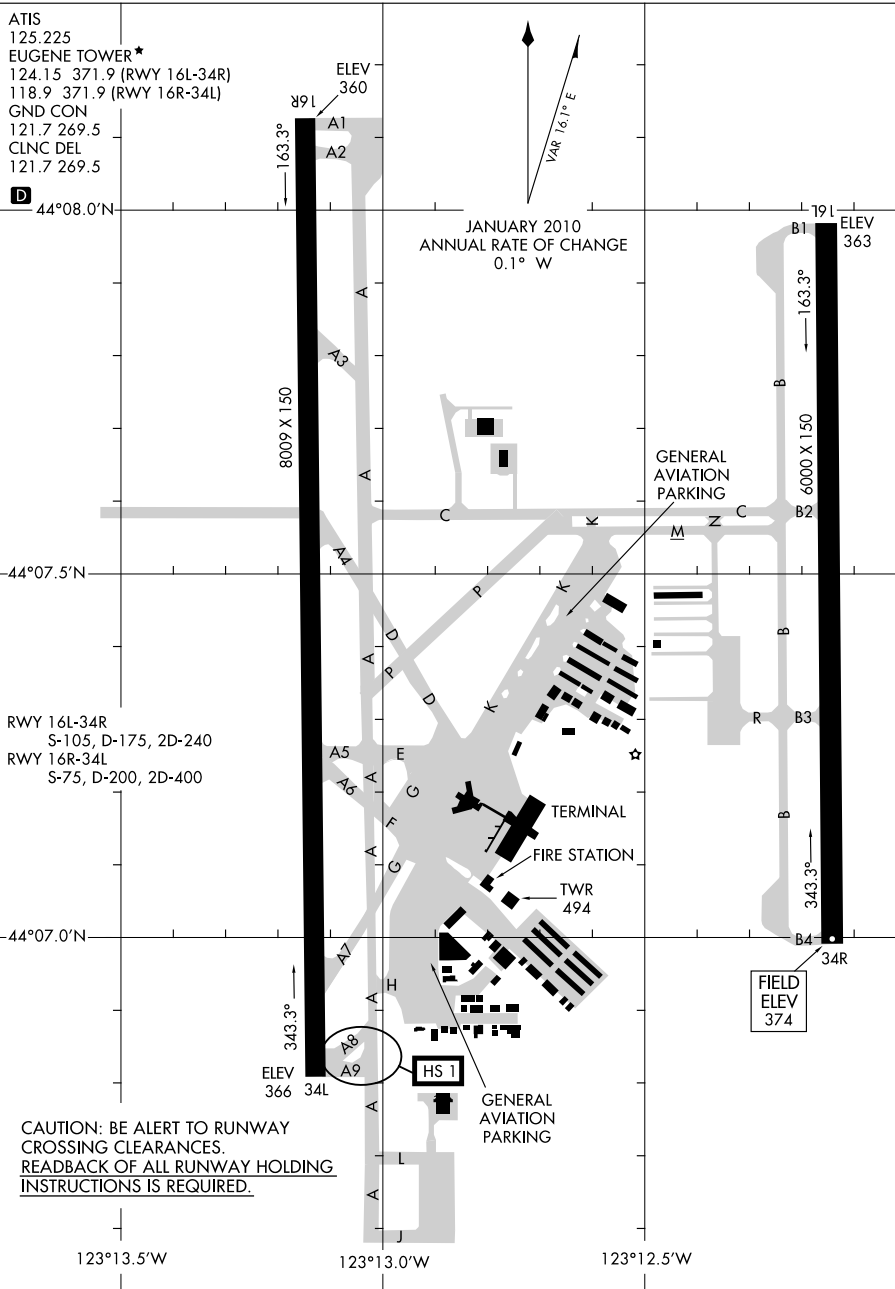 ATIS
125.225
EUGENE TOWER★
124.15 371.9 (RWY 16L-34R)
118.9 371.9 (RWY 16R-34L)
GND CON
121.7 269.5
CLNC DEL
121.7 269.5
D
ELEV
360
16R
A1
A2
163.3°
VAR 16.1° E
JANUARY 2010
ANNUAL RATE OF CHANGE
0.1° W
44°08.0'N
16L
ELEV
363
B1
163.3°
A
A3
B
8009 X 150
6000 X 150
A
GENERAL
AVIATION
PARKING
C
K
N
C
B2
M
A4
44°07.5'N
P
K
D
B
A
P
D
K
RWY 16L-34R
S-105, D-175, 2D-240
RWY 16R-34L
S-75, D-200, 2D-400
R
B3
A5
E
A
A6
G
F
TERMINAL
B
A
G
FIRE STATION
TWR
494
343.3°
44°07.0'N
B4
34R
A7
H
A
FIELD
ELEV
374
343.3°
A8
A9
HS 1
ELEV
366
34L
A
GENERAL
AVIATION
PARKING
CAUTION: BE ALERT TO RUNWAY
CROSSING CLEARANCES.
READBACK OF ALL RUNWAY HOLDING
INSTRUCTIONS IS REQUIRED.
L
A
J
123°13.5'W
123°13.0'W
123°12.5'W